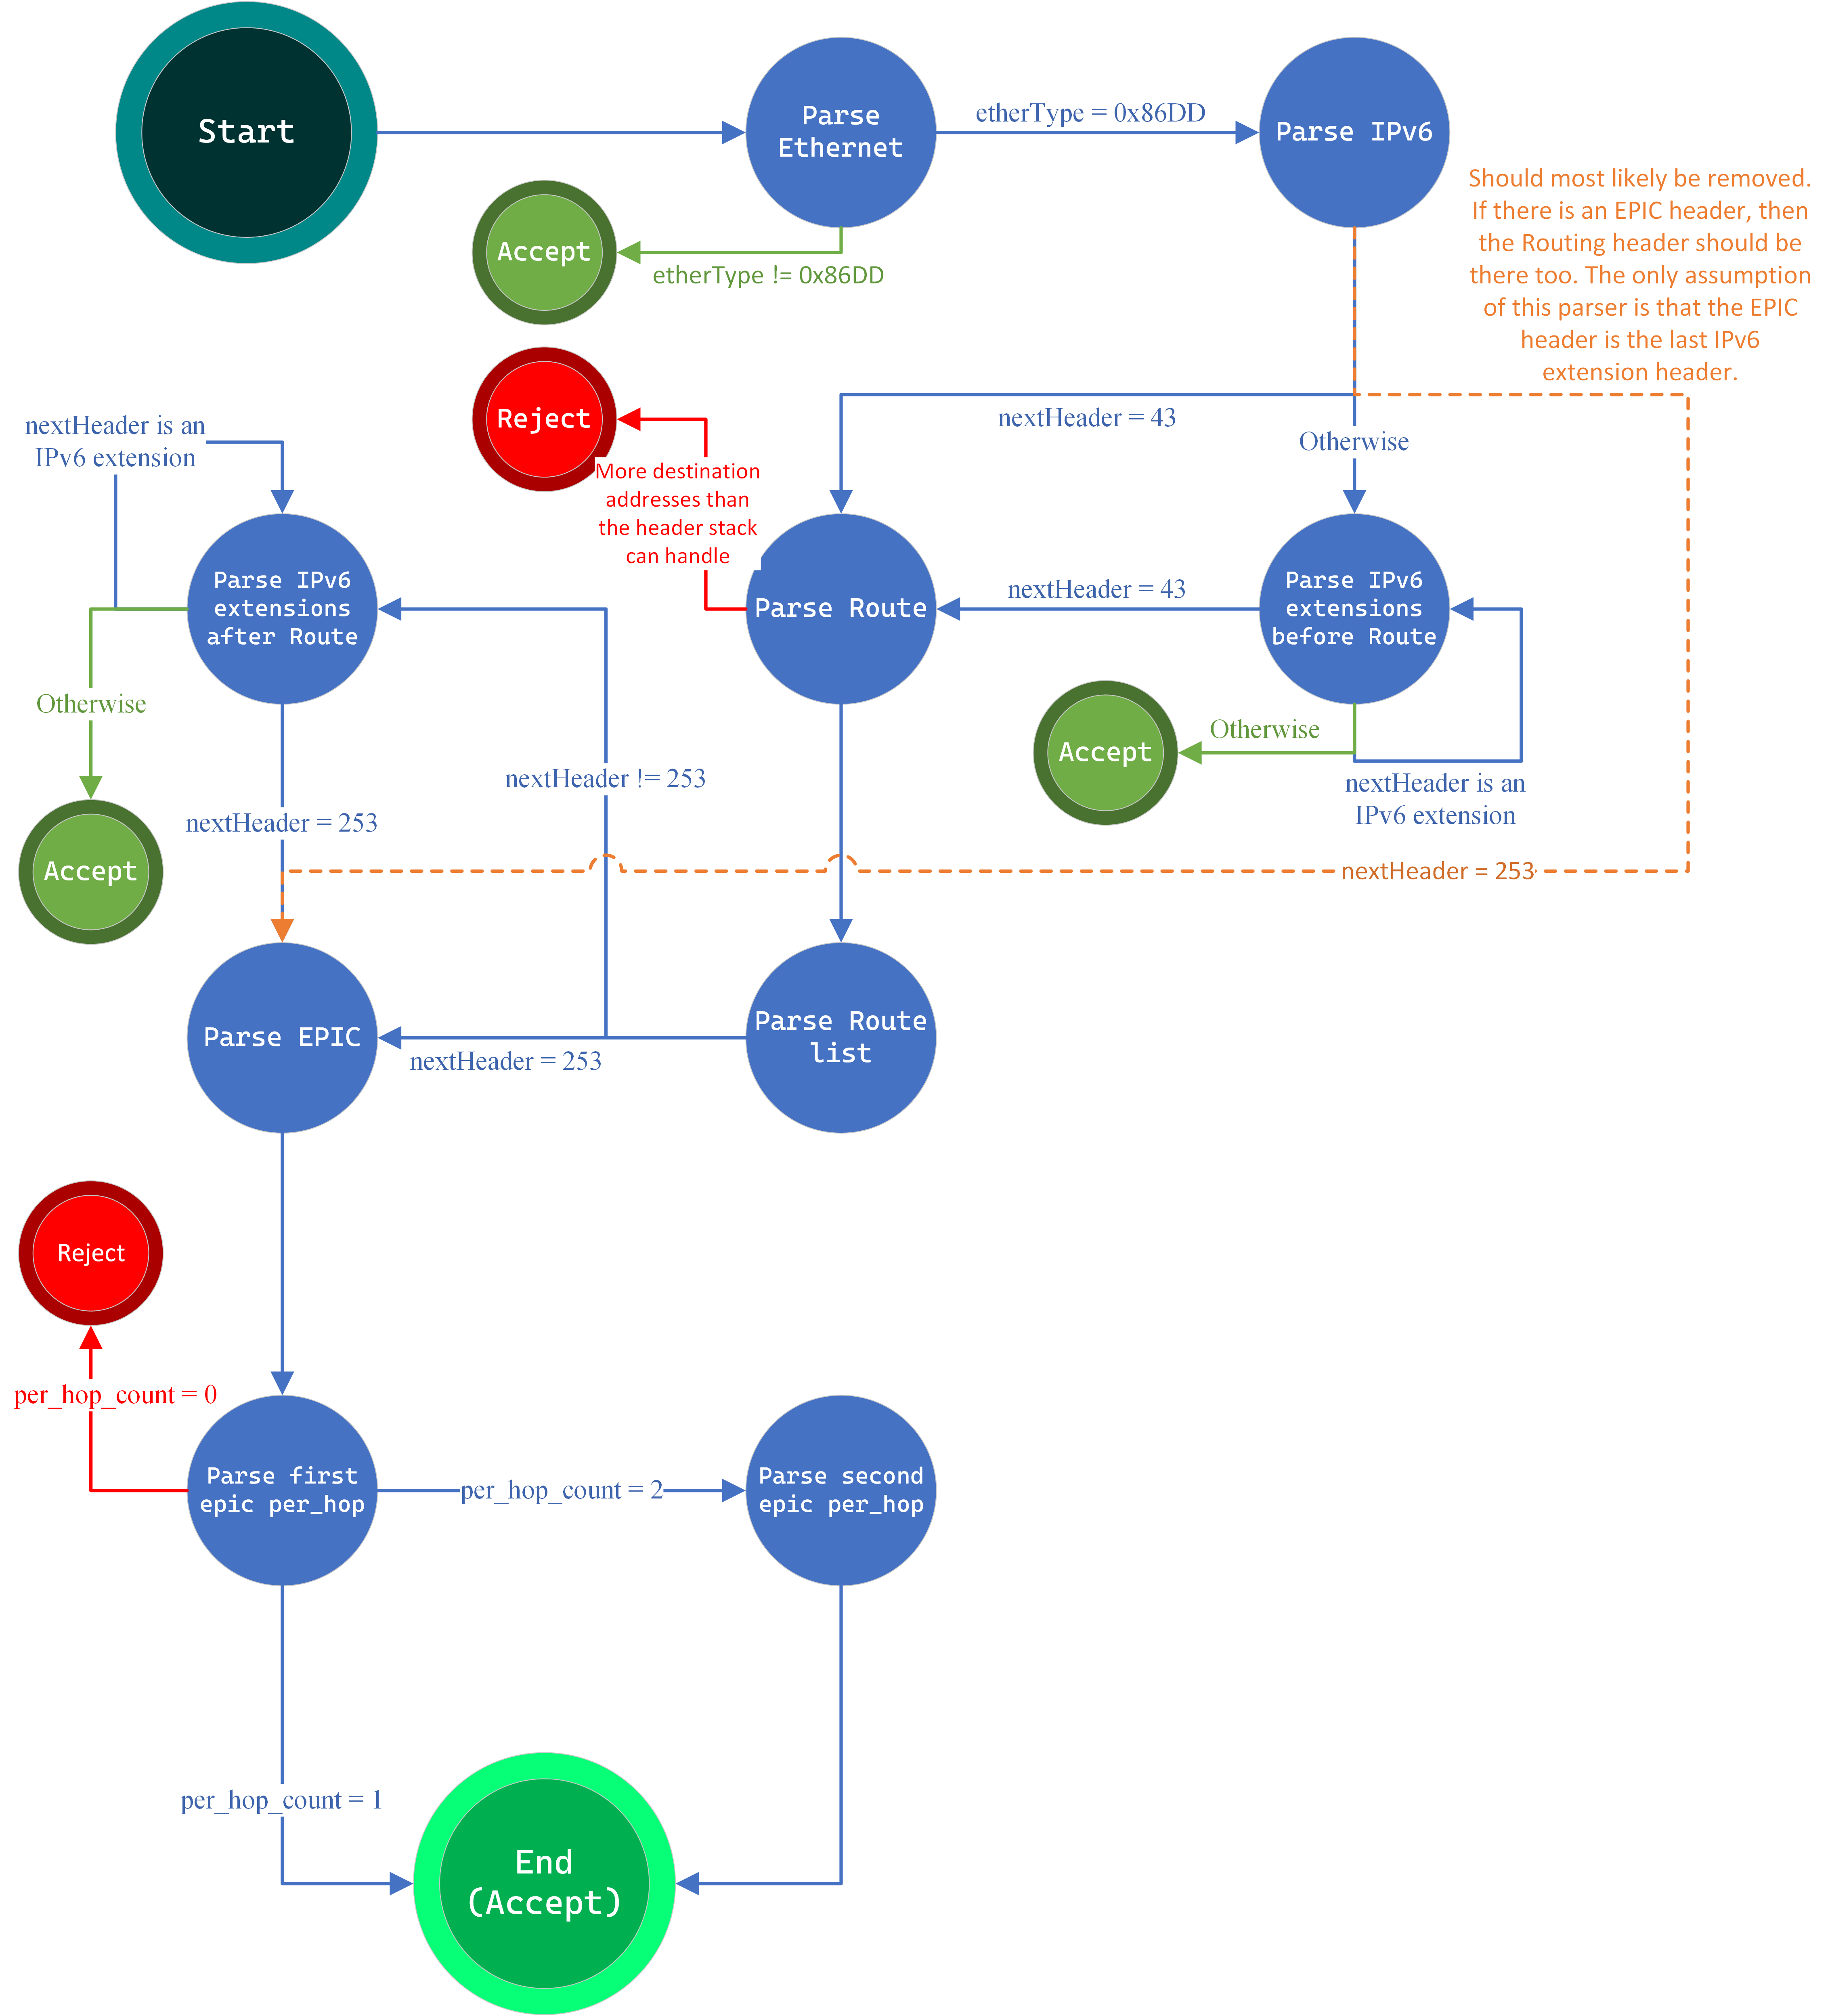 Start
Parse
Ethernet
etherType = 0x86DD
Parse IPv6
Should most likely be removed.
If there is an EPIC header, then
the Routing header should be
there too. The only assumption
of this parser is that the EPIC
header is the last IPv6
extension header.
Accept
etherType != 0x86DD
Reject
More destination
addresses than
the header stack
can handle
nextHeader = 43
Otherwise
nextHeader is an
IPv6 extension
Parse IPv6
extensions
after Route
Parse Route
nextHeader = 43
Parse IPv6
extensions
before Route
Otherwise
Accept
Otherwise
Accept
nextHeader is an
IPv6 extension
nextHeader != 253
nextHeader = 253
nextHeader = 253
Parse EPIC
nextHeader = 253
Parse Route
list
Reject
per_hop_count = 0
Parse first
epic per_hop
per_hop_count = 2
Parse second
epic per_hop
per_hop_count = 1
End
(Accept)